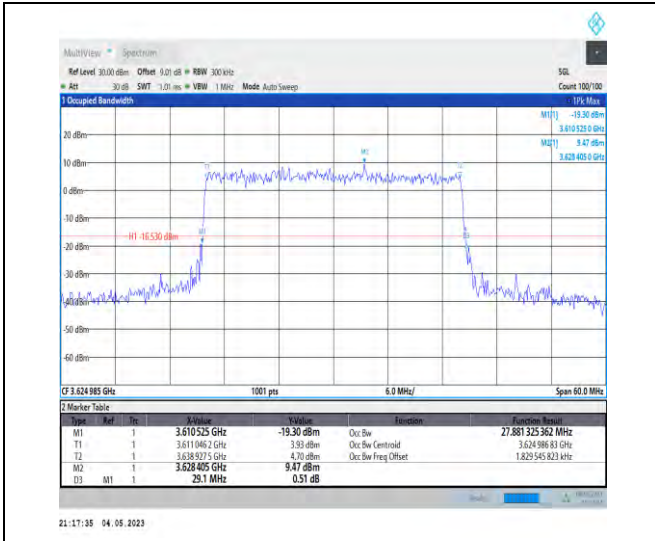 MultiView Spectrum
Ref Level 30.00 dBm Offset 9.01 dB RBW 300 kHz SGL
Att 30 dB SWT 1.01 ms VBW 1 MHz Mode Auto Sweep Count 100/100
1 Occupied Bandwidth 1Pk Max
M1[1] -19.30 dBm
3.610 525 0 GHz
M2[1] 9.47 dBm
3.628 405 0 GHz
20 dBm
M2
10 dBm
T1
0 dBm
-10 dBm
M1
H1 -16.530 dBm
D3
-20 dBm
-30 dBm
-40 dBm
-50 dBm
-60 dBm
CF 3.624 985 GHz 1001 pts 6.0 MHz/ Span 60.0 MHz
2 Marker Table
Type Ref Trc X-Value Y-Value Function Function Result
M1 1 3.610 525 GHz -19.30 dBm Occ Bw 27.881 325 362 MHz
T1 1 3.611 046 2 GHz 3.93 dBm Occ Bw Centroid 3.624 986 83 GHz
T2 1 3.638 927 5 GHz 4.70 dBm Occ Bw Freq Offset 1.829 545 823 kHz
M2 1 3.628 405 GHz 9.47 dBm
D3 M1 1 29.1 MHz 0.51 dB
21:17:35 04.05.2023